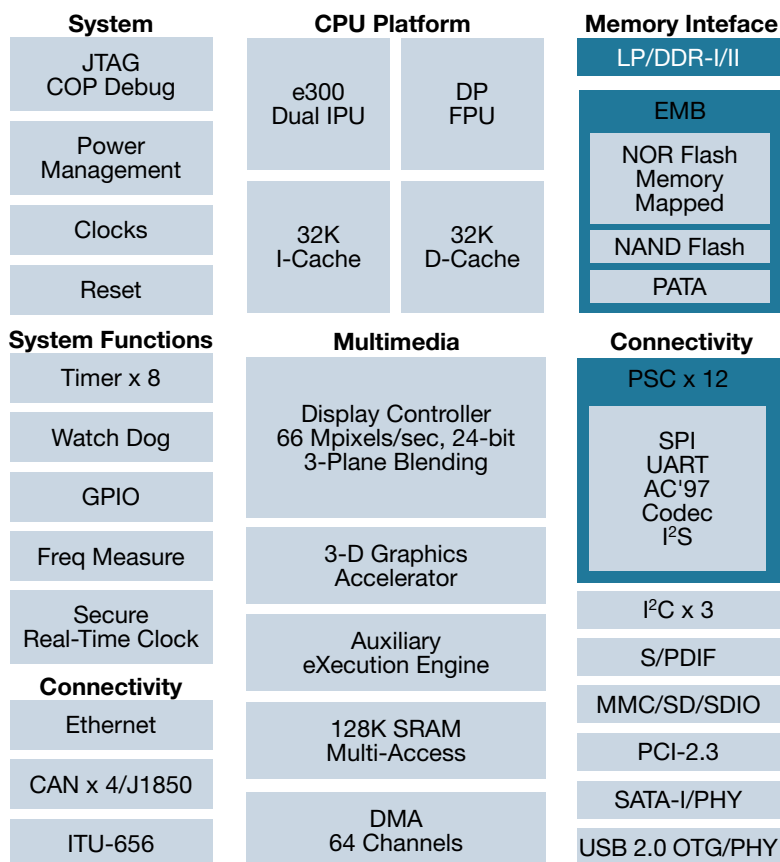 System
JTAG
COP Debug
Power
Management
Clocks
Reset
System Functions
Timer x 8
Watch Dog
GPIO
Freq Measure
Secure
Real-Time Clock
Connectivity
Ethernet
CAN x 4/J1850
ITU-656
CPU Platform
e300
Dual IPU
DP
FPU
32K
I-Cache
32K
D-Cache
Multimedia
Display Controller
66 Mpixels/sec, 24-bit
3-Plane Blending
3-D Graphics
Accelerator
Auxiliary
eXecution Engine
128K SRAM
Multi-Access
DMA
64 Channels
Memory Inteface
LP/DDR-I/II
EMB
NOR Flash
Memory
Mapped
NAND Flash
PATA
Connectivity
PSC x 12
SPI
UART
AC'97
Codec
I²S
I²C x 3
S/PDIF
MMC/SD/SDIO
PCI-2.3
SATA-I/PHY
USB 2.0 OTG/PHY